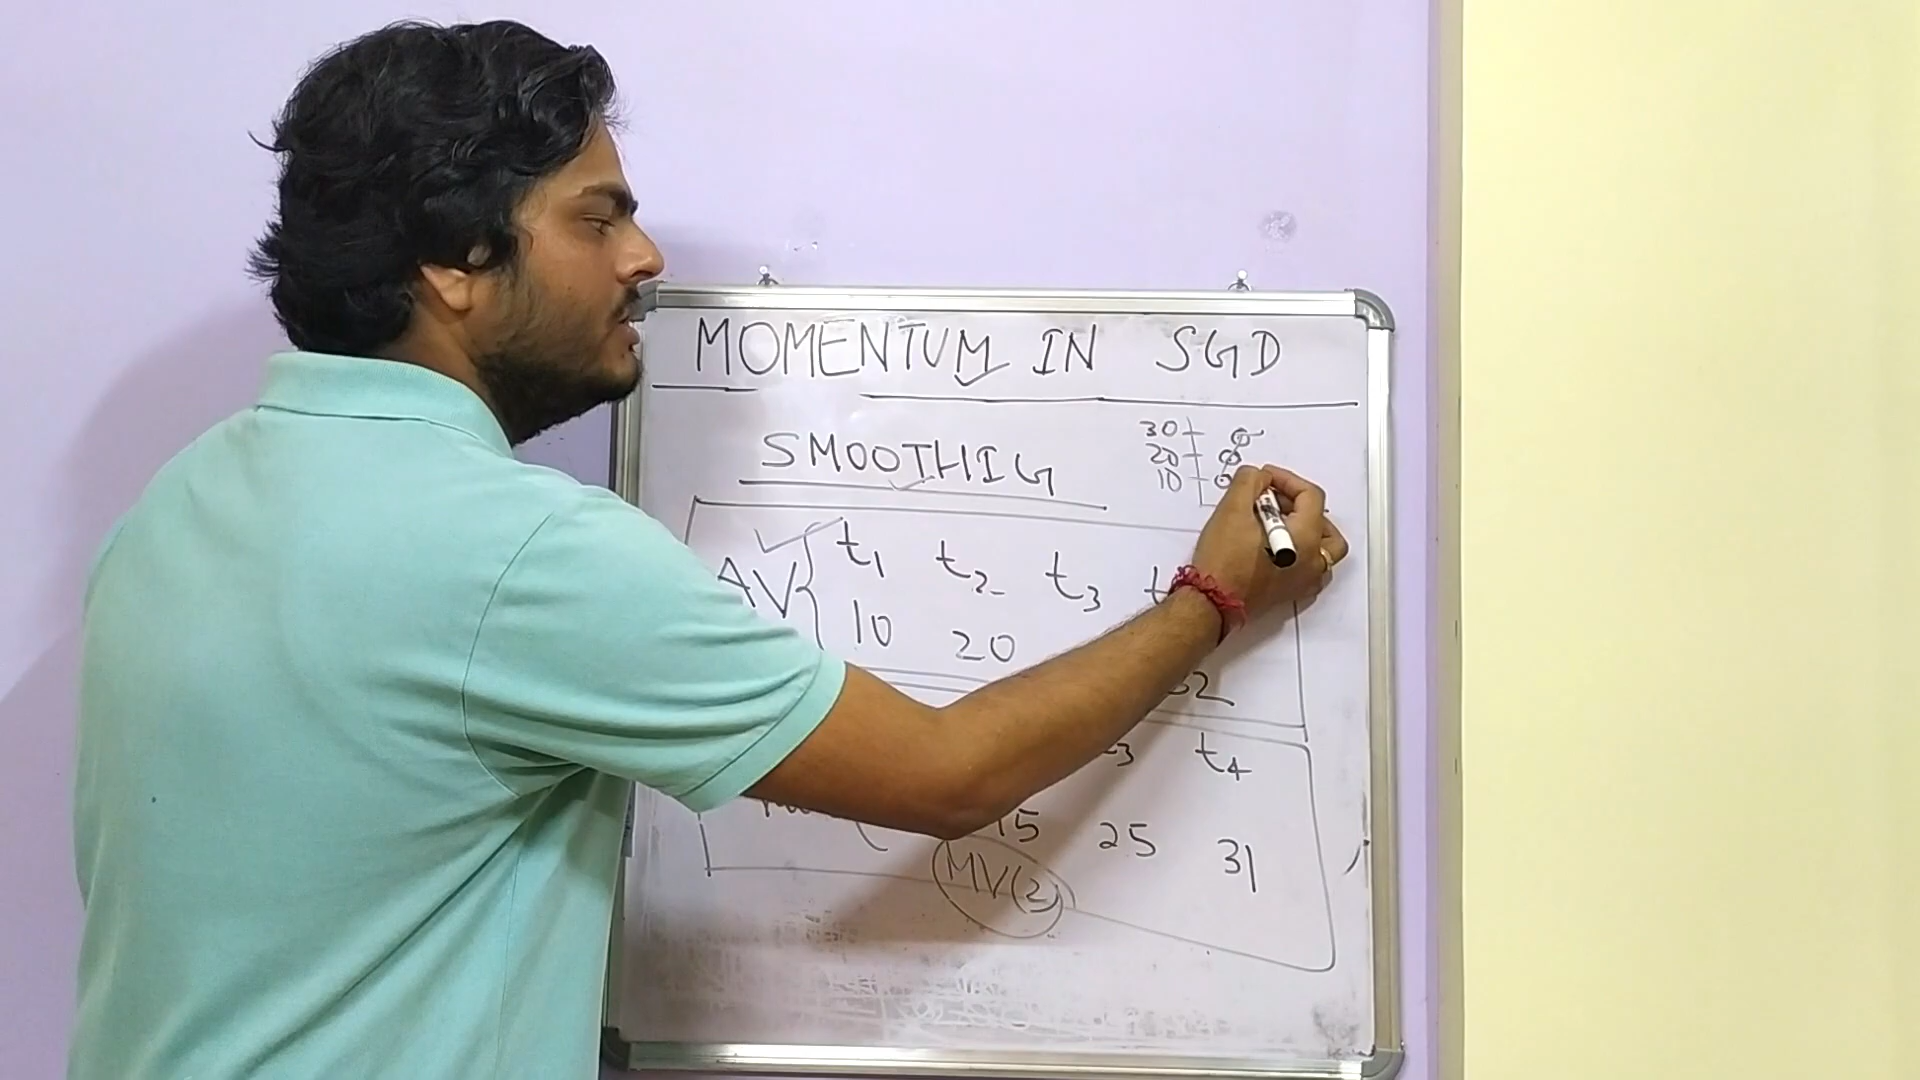 MOMENTUM IN SGD
SMOOTHIG
30
20
10
AV t1 t2 t3
10 20
32
t4
15 25 31
MV(2)